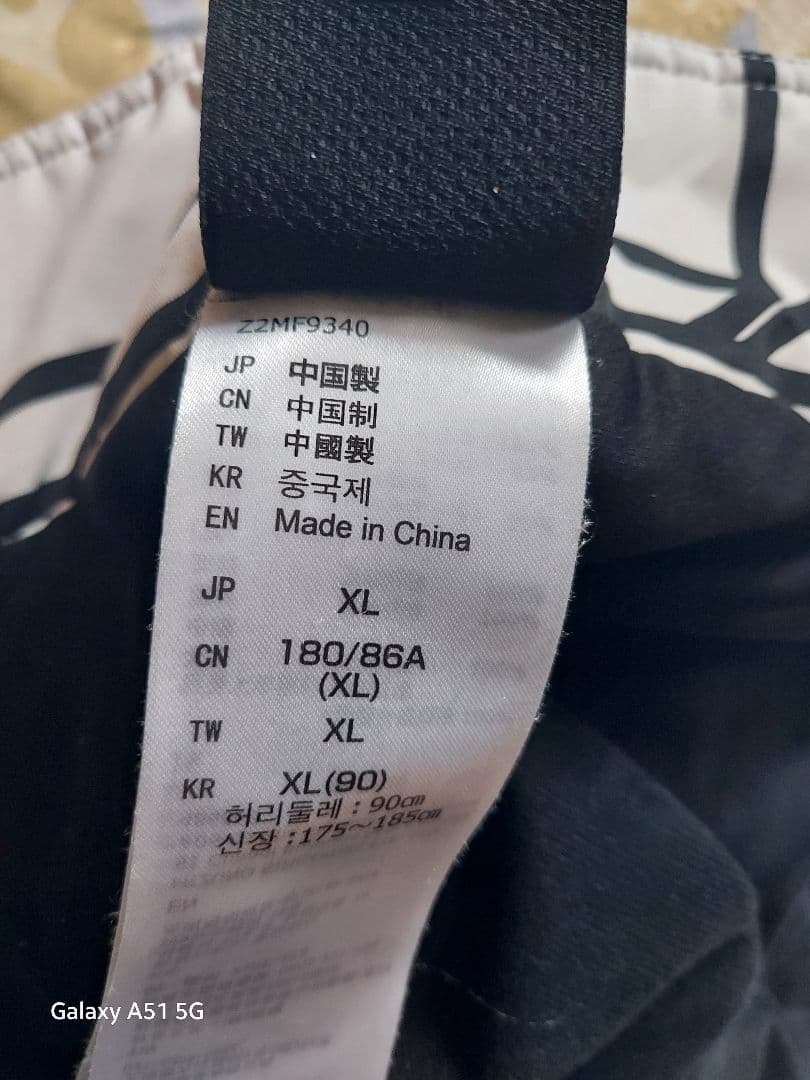 Z2MF9340
JP 中国製
CN 中国制
TW 中國製
KR 중국제
EN Made in China
JP XL
CN 180/86A
(XL)
TW XL
KR XL(90)
허리둘레 : 90cm
신장 : 175~185cm
Galaxy A51 5G